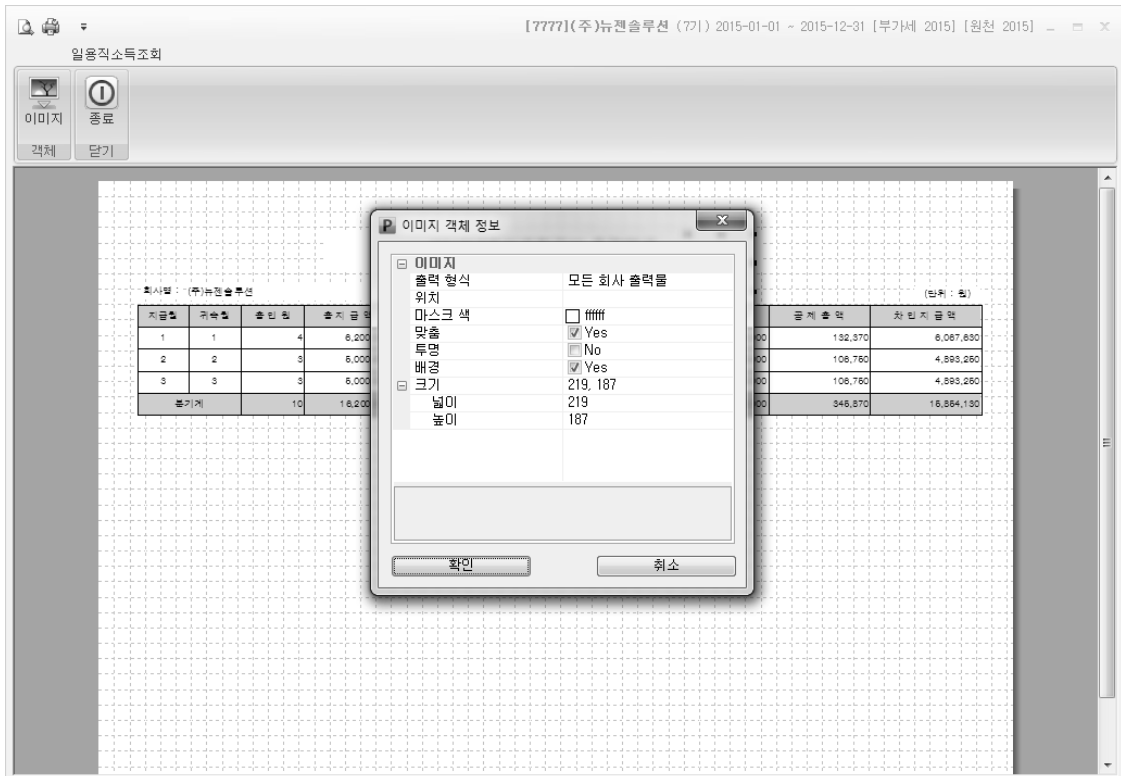 [7777](주)뉴젠솔루션 (7기) 2015-01-01 ~ 2015-12-31 [부가세 2015] [원천 2015]
일용직소득조회
이미지 종료
객체 닫기
이미지 객체 정보
이미지
출력 형식 모든 회사 출력물
위치
마스크 색 ffffff
맞춤 Yes
투명 No
배경 Yes
크기 219, 187
넓이 219
높이 187
확인 취소
회사명 : (주)뉴젠솔루션 (단위 : 원)
지급월 귀속월 총인원 총지급액 공제총액 차인지급액
1 1 4 6,200 00 132,370 6,067,630
2 2 3 5,000 00 106,750 4,893,250
3 3 3 5,000 00 106,750 4,893,250
분기계 10 16,200 00 345,870 15,854,130